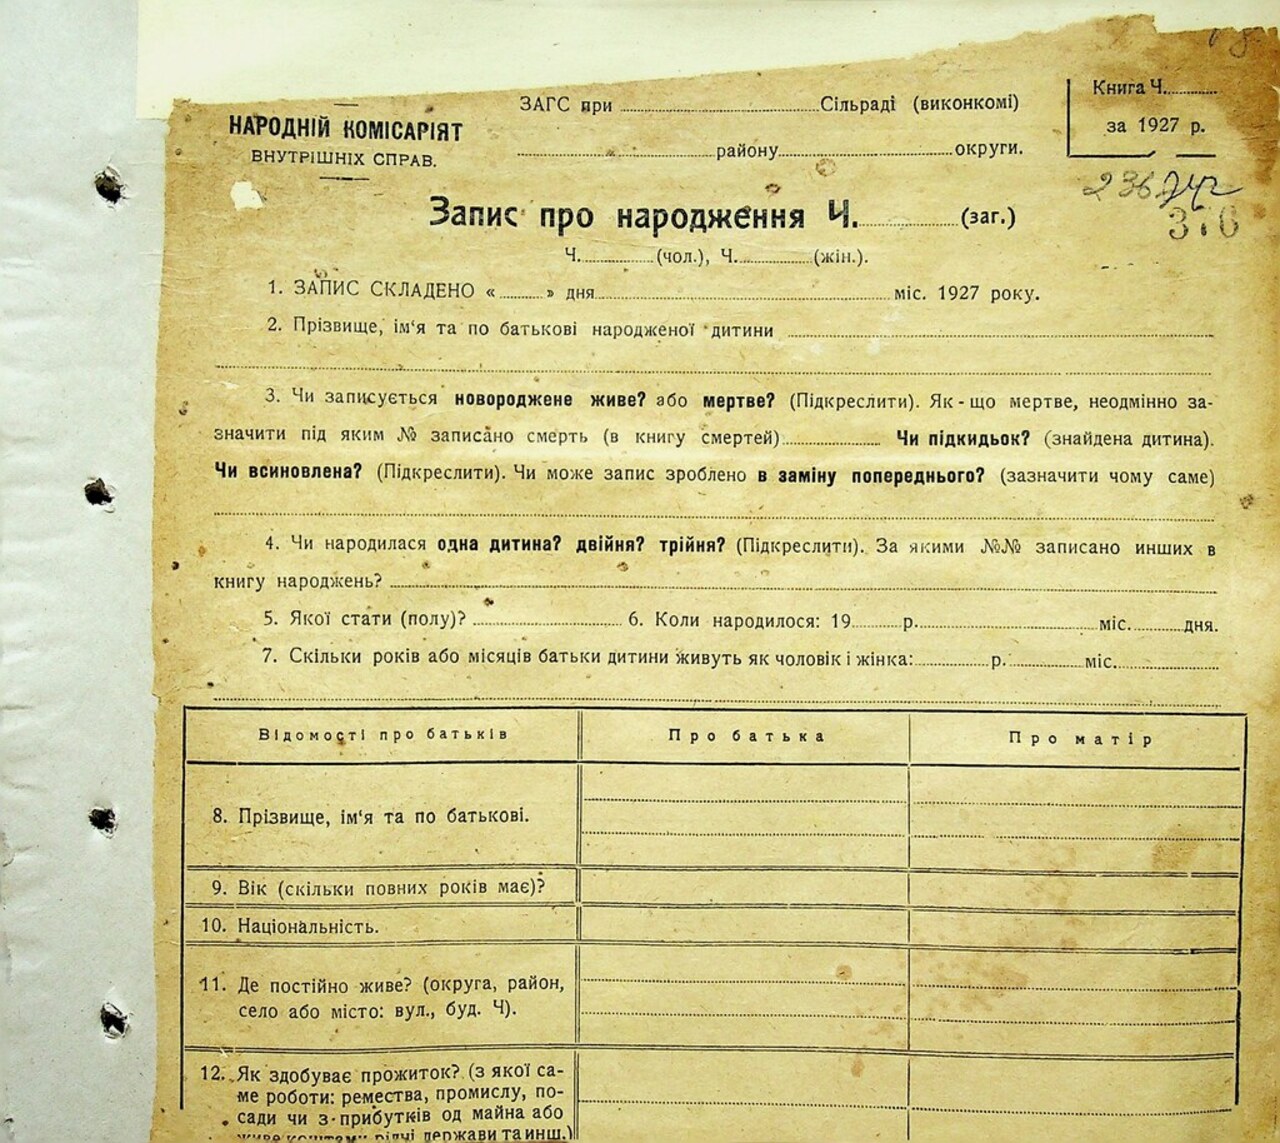 ЗАГС при ........ Сільраді (виконкомі)
Книга Ч.........
НАРОДНІЙ КОМІСАРІЯТ
за 1927 р.
ВНУТРІШНІХ СПРАВ.
........ району ........ округи.
236
Запис про народження Ч. ........ (заг.)
376
Ч. ........ (чол.), Ч. ........ (жін.).
1. ЗАПИС СКЛАДЕНО « ........ » дня ........ міс. 1927 року.
2. Прізвище, ім‘я та по батькові народженої дитини ........
3. Чи записується новороджене живе? або мертве? (Підкреслити). Як-що мертве, неодмінно за-
значити під яким № записано смерть (в книгу смертей) ........ Чи підкидьок? (знайдена дитина).
Чи всиновлена? (Підкреслити). Чи може запис зроблено в заміну попереднього? (зазначити чому саме)
4. Чи народилася одна дитина? двійня? трійня? (Підкреслити). За якими №№ записано инших в
книгу народжень? ........
5. Якої стати (полу)? ........ 6. Коли народилося: 19 ........ р. ........ міс. ........ дня.
7. Скільки років або місяців батьки дитини живуть як чоловік і жінка: ........ р. ........ міс. ........
Відомості про батьків Про батька Про матір
8. Прізвище, ім‘я та по батькові.
9. Вік (скільки повних років має)?
10. Національність.
11. Де постійно живе? (округа, район,
село або місто: вул., буд. Ч).
12. Як здобуває прожиток? (з якої са-
ме роботи: ремества, промислу, по-
сади чи з прибутків од майна або
живе коштами рідні держави та инш.)